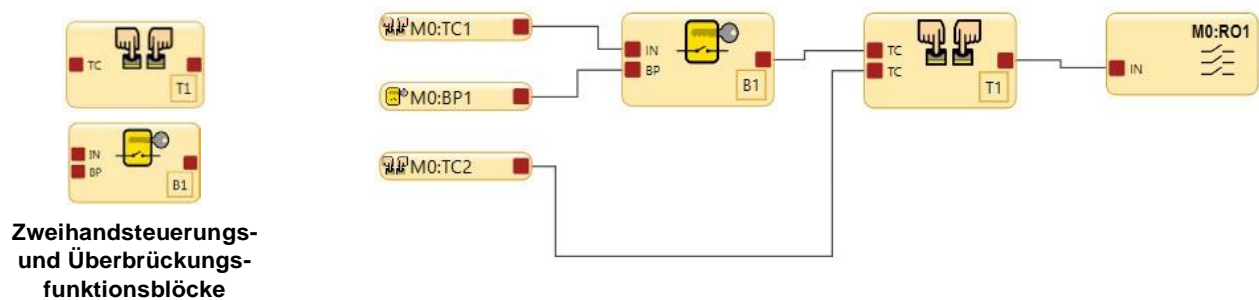 TC
T1
IN
BP
B1
Zweihandsteuerungs-
und Überbrückungs-
funktionsblöcke
M0:TC1
M0:BP1
M0:TC2
IN
BP
B1
TC
TC
T1
M0:RO1
IN